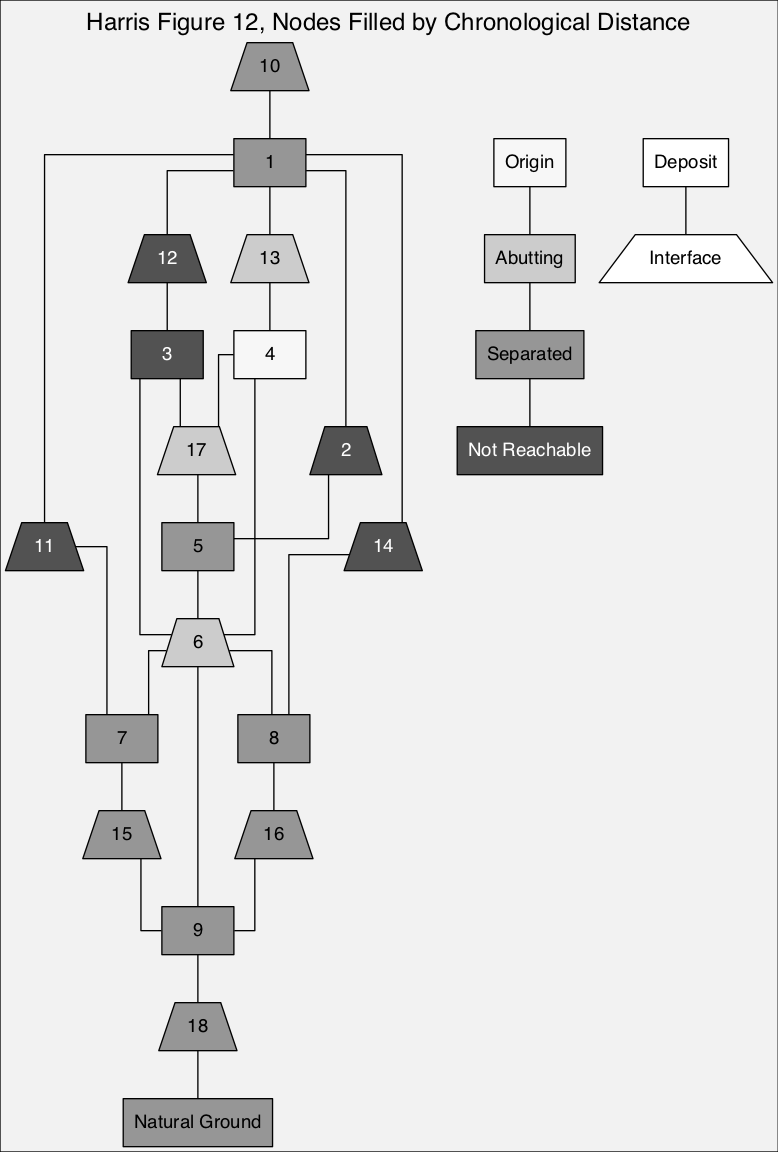 Harris Figure 12, Nodes Filled by Chronological Distance
10
1
Origin
Deposit
12
13
Abutting
Interface
3
4
Separated
17
2
Not Reachable
11
5
14
6
7
8
15
16
9
18
Natural Ground